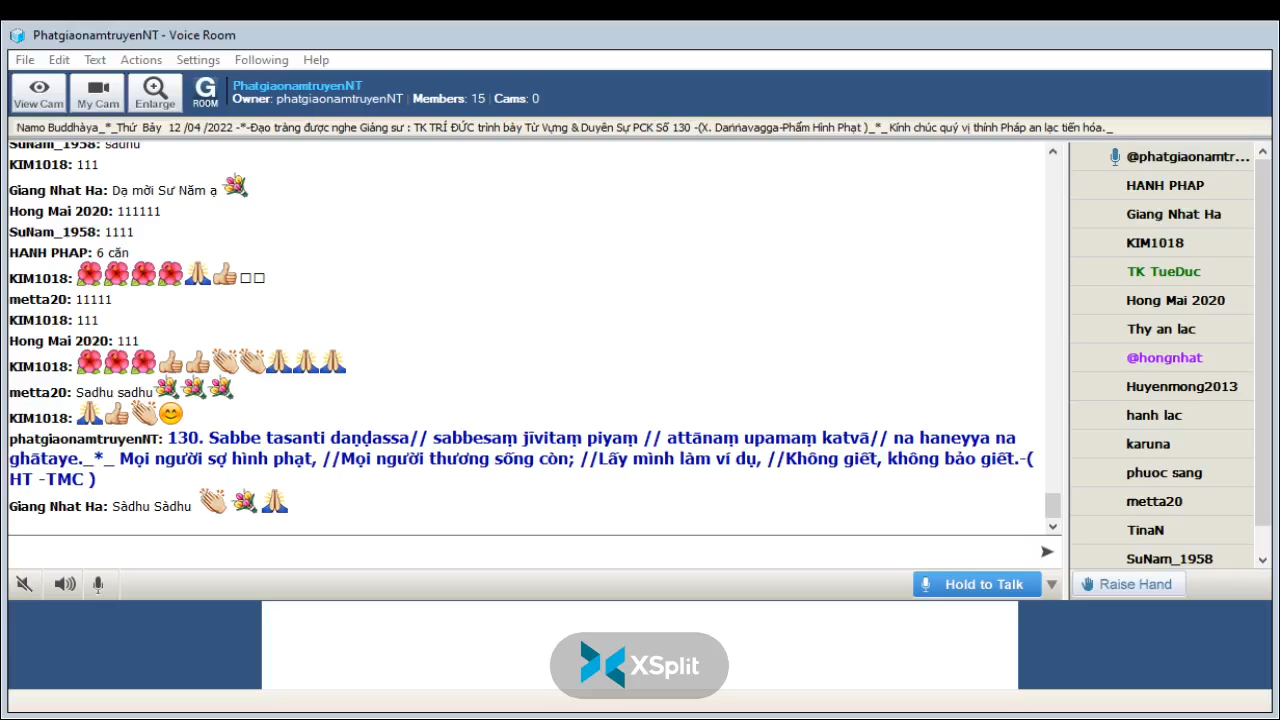 PhatgiaonamtruyenNT - Voice Room
File Edit Text Actions Settings Following Help
View Cam My Cam Enlarge G ROOM
PhatgiaonamtruyenNT
Owner: phatgiaonamtruyenNT | Members: 15 | Cams: 0
Namo Buddhàya_*_Thứ Bảy 12 /04 /2022 -*-Đạo tràng được nghe Giảng sư : TK TRÍ ĐỨC trình bày Từ Vựng & Duyên Sự PCK Số 130 -(X. Daṇḍavagga-Phẩm Hình Phạt )_*_ Kính chúc quý vị thính Pháp an lạc tiến hóa._
SuNam_1958: sadhu
KIM1018: 111
Giang Nhat Ha: Dạ mời Sư Năm ạ
Hong Mai 2020: 111111
SuNam_1958: 1111
HANH PHAP: 6 căn
KIM1018:
metta20: 11111
KIM1018: 111
Hong Mai 2020: 111
KIM1018:
metta20: Sadhu sadhu
KIM1018:
phatgiaonamtruyenNT: 130. Sabbe tasanti daṇḍassa// sabbesaṃ jīvitaṃ piyaṃ // attānaṃ upamaṃ katvā// na haneyya na
ghātaye._*_ Mọi người sợ hình phạt, //Mọi người thương sống còn; //Lấy mình làm ví dụ, //Không giết, không bảo giết.-(
HT -TMC )
Giang Nhat Ha: Sàdhu Sàdhu
@phatgiaonamtr...
HANH PHAP
Giang Nhat Ha
KIM1018
TK TueDuc
Hong Mai 2020
Thy an lac
@hongnhat
Huyenmong2013
hanh lac
karuna
phuoc sang
metta20
TinaN
SuNam_1958
Hold to Talk
Raise Hand
XSplit